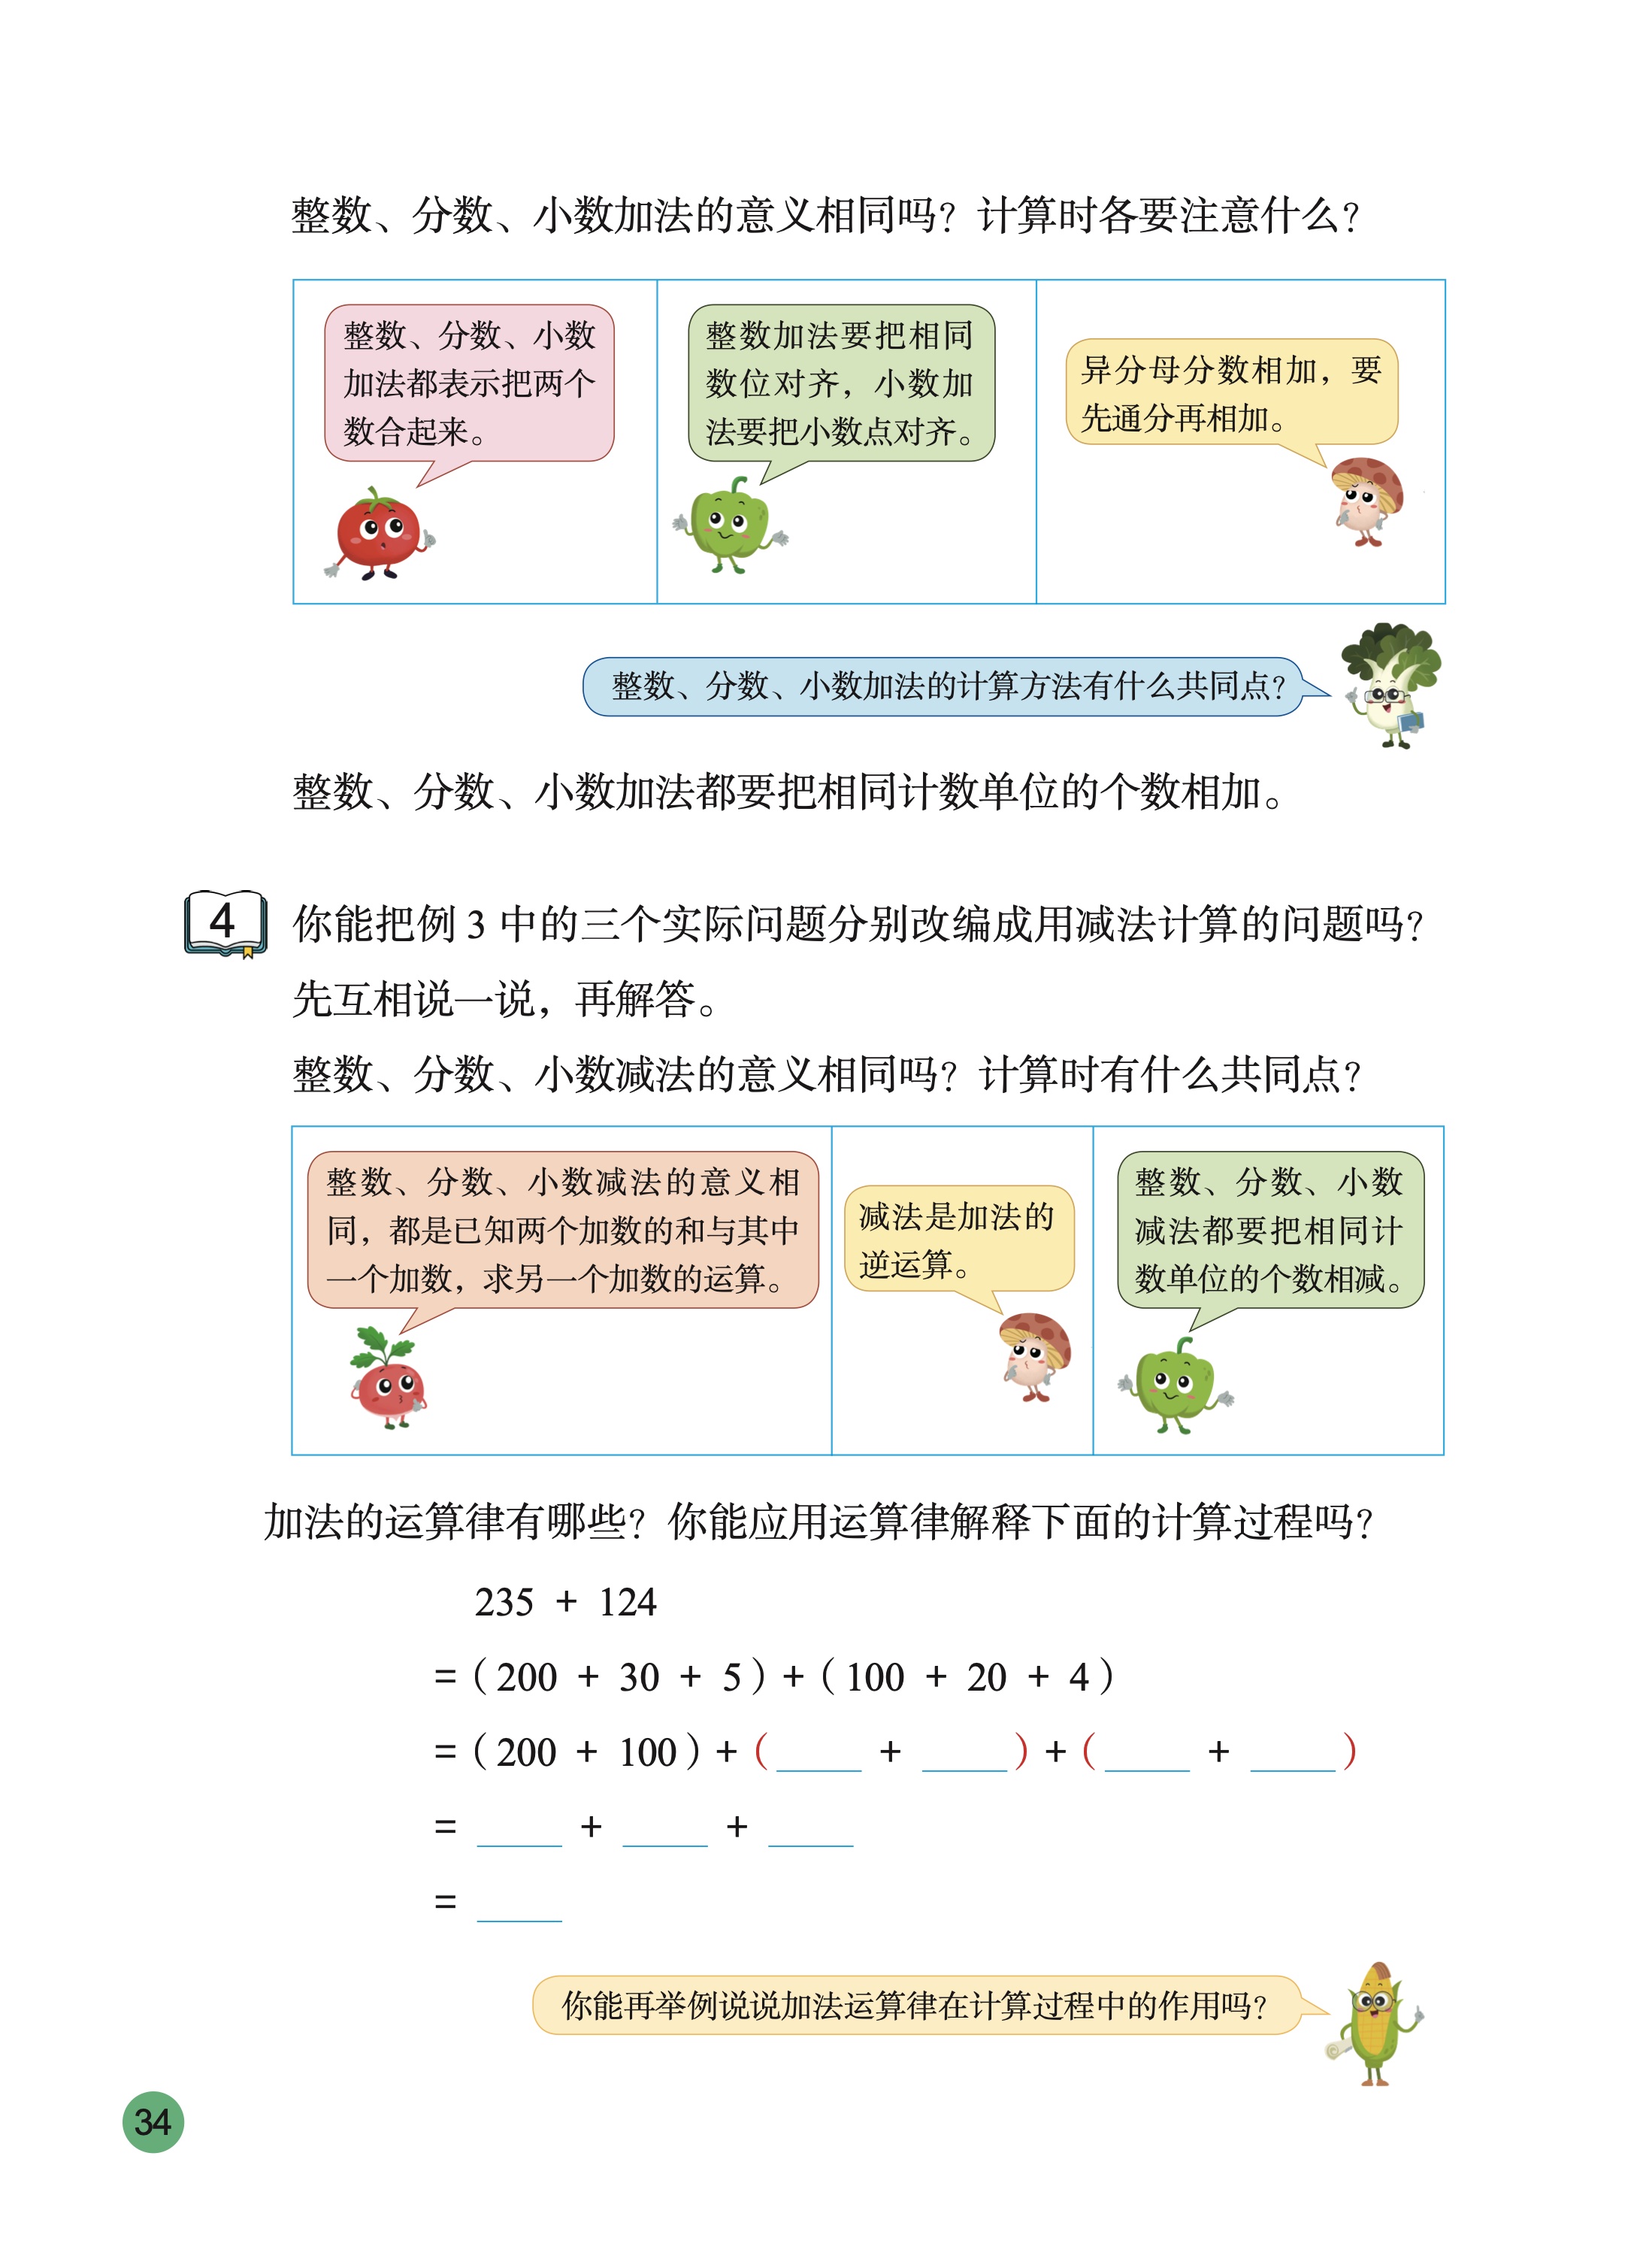 整数、分数、小数加法的意义相同吗？计算时各要注意什么？
整数、分数、小数
加法都表示把两个
数合起来。
整数加法要把相同
数位对齐，小数加
法要把小数点对齐。
异分母分数相加，要
先通分再相加。
整数、分数、小数加法的计算方法有什么共同点？
整数、分数、小数加法都要把相同计数单位的个数相加。
4 你能把例 3 中的三个实际问题分别改编成用减法计算的问题吗？
先互相说一说，再解答。
整数、分数、小数减法的意义相同吗？计算时有什么共同点？
整数、分数、小数减法的意义相
同，都是已知两个加数的和与其中
一个加数，求另一个加数的运算。
减法是加法的
逆运算。
整数、分数、小数
减法都要把相同计
数单位的个数相减。
加法的运算律有哪些？你能应用运算律解释下面的计算过程吗？
235 + 124
=（200 + 30 + 5）+（100 + 20 + 4）
=（200 + 100）+（____ + ____）+（____ + ____）
= ____ + ____ + ____
= ____
你能再举例说说加法运算律在计算过程中的作用吗？
34